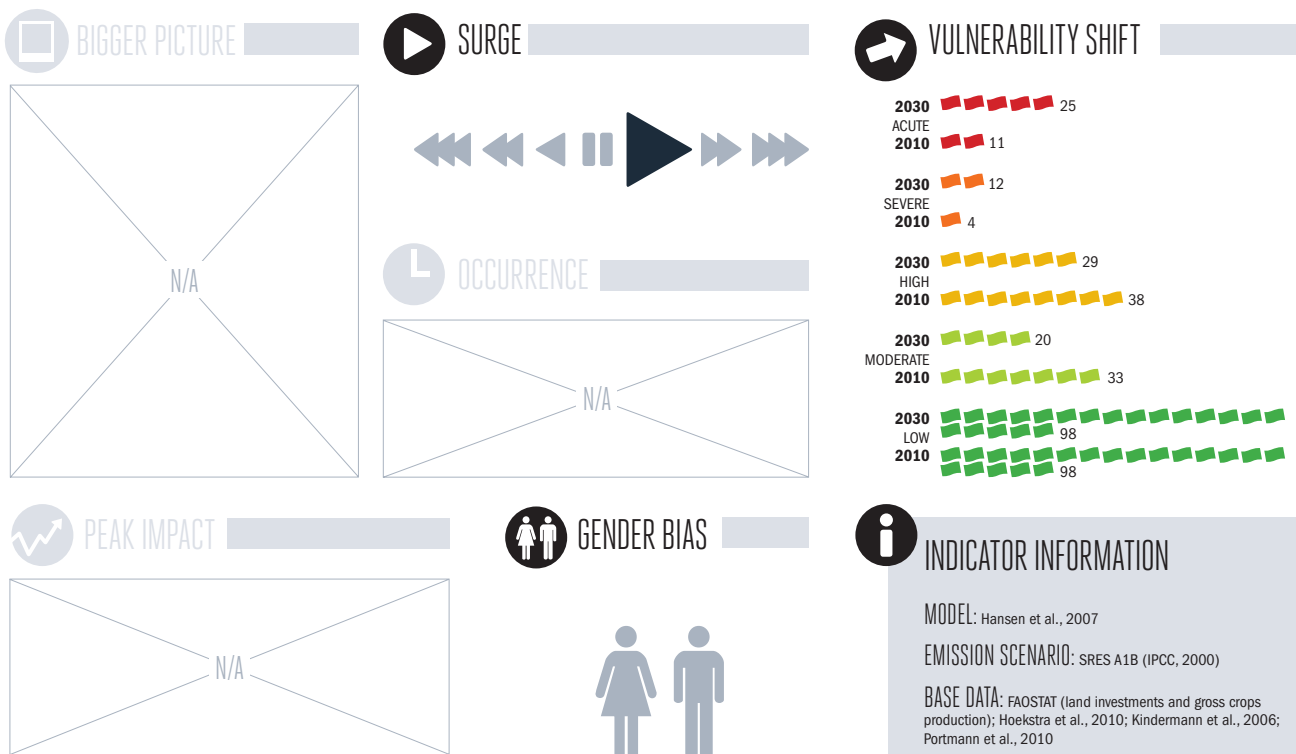 BIGGER PICTURE
N/A
SURGE
OCCURRENCE
N/A
VULNERABILITY SHIFT
2030
25
ACUTE
2010
11
2030
12
SEVERE
2010
4
2030
29
HIGH
2010
38
2030
20
MODERATE
2010
33
2030
98
LOW
2010
98
PEAK IMPACT
N/A
GENDER BIAS
INDICATOR INFORMATION
MODEL: Hansen et al., 2007
EMISSION SCENARIO: SRES A1B (IPCC, 2000)
BASE DATA: FAOSTAT (land investments and gross crops
production); Hoekstra et al., 2010; Kindermann et al., 2006;
Portmann et al., 2010